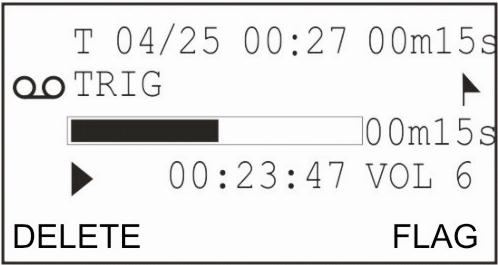 T 04/25 00:27 00m15s
TRIG
00m15s
00:23:47 VOL 6
DELETE FLAG